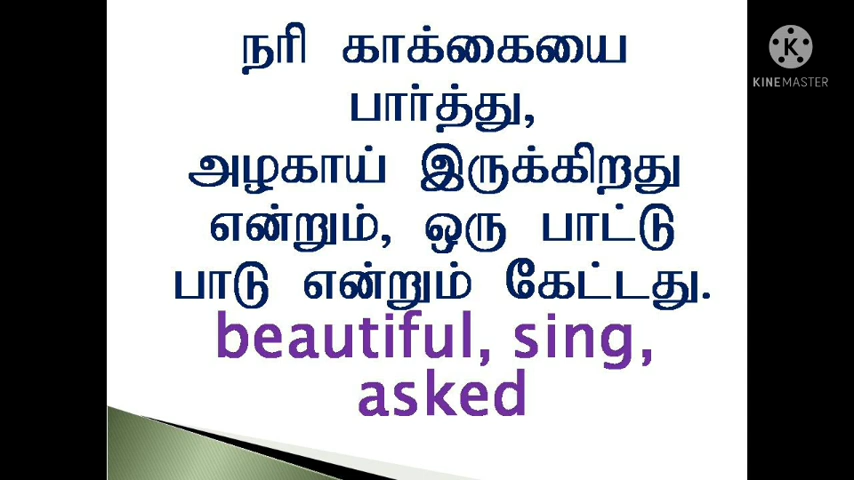 நரி காக்கையை
பார்த்து,
அழகாய் இருக்கிறது
என்றும், ஒரு பாட்டு
பாடு என்றும் கேட்டது.
beautiful, sing,
asked
K
KINEMASTER